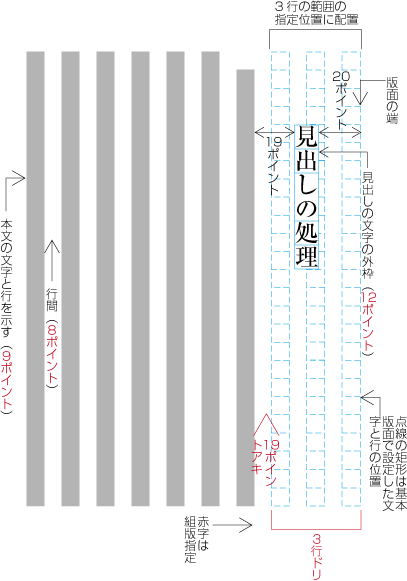 3行の範囲の
指定位置に配置
版面の端
20
ポイント
19
ポイント
見出しの処理
見出しの文字の外枠（12ポイント）
点線の矩形は基本
版面で設定した文
字と行の位置
19ポイン
トアキ
3行ドリ
赤字は
組版指定
行間（8ポイント）
本文の文字と行を示す（9ポイント）